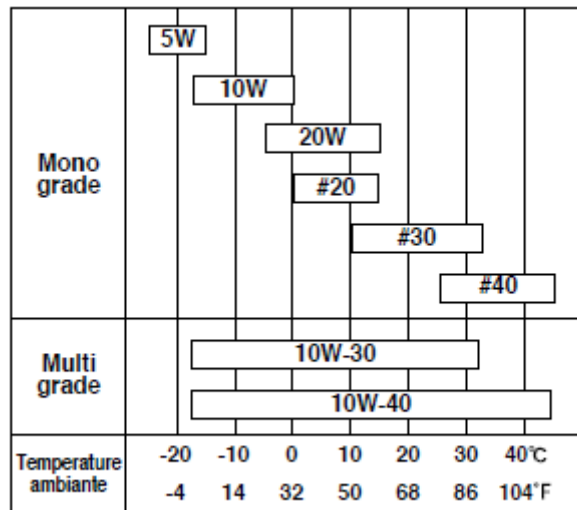 5W
10W
20W
Mono
grade
#20
#30
#40
Multi
grade
10W-30
10W-40
Temperature
ambiante
-20 -10 0 10 20 30 40℃
-4 14 32 50 68 86 104°F